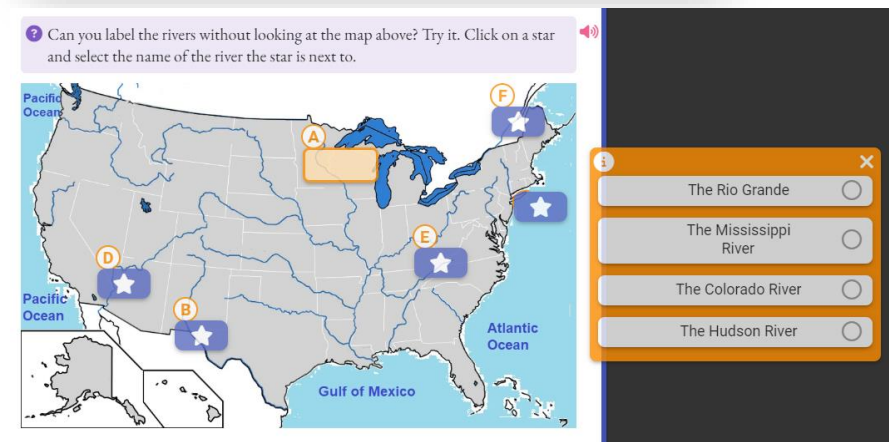 ? Can you label the rivers without looking at the map above? Try it. Click on a star
and select the name of the river the star is next to.
Pacific
Ocean
F
A
E
D
B
Pacific
Ocean
Atlantic
Ocean
Gulf of Mexico
i
The Rio Grande
The Mississippi
River
The Colorado River
The Hudson River